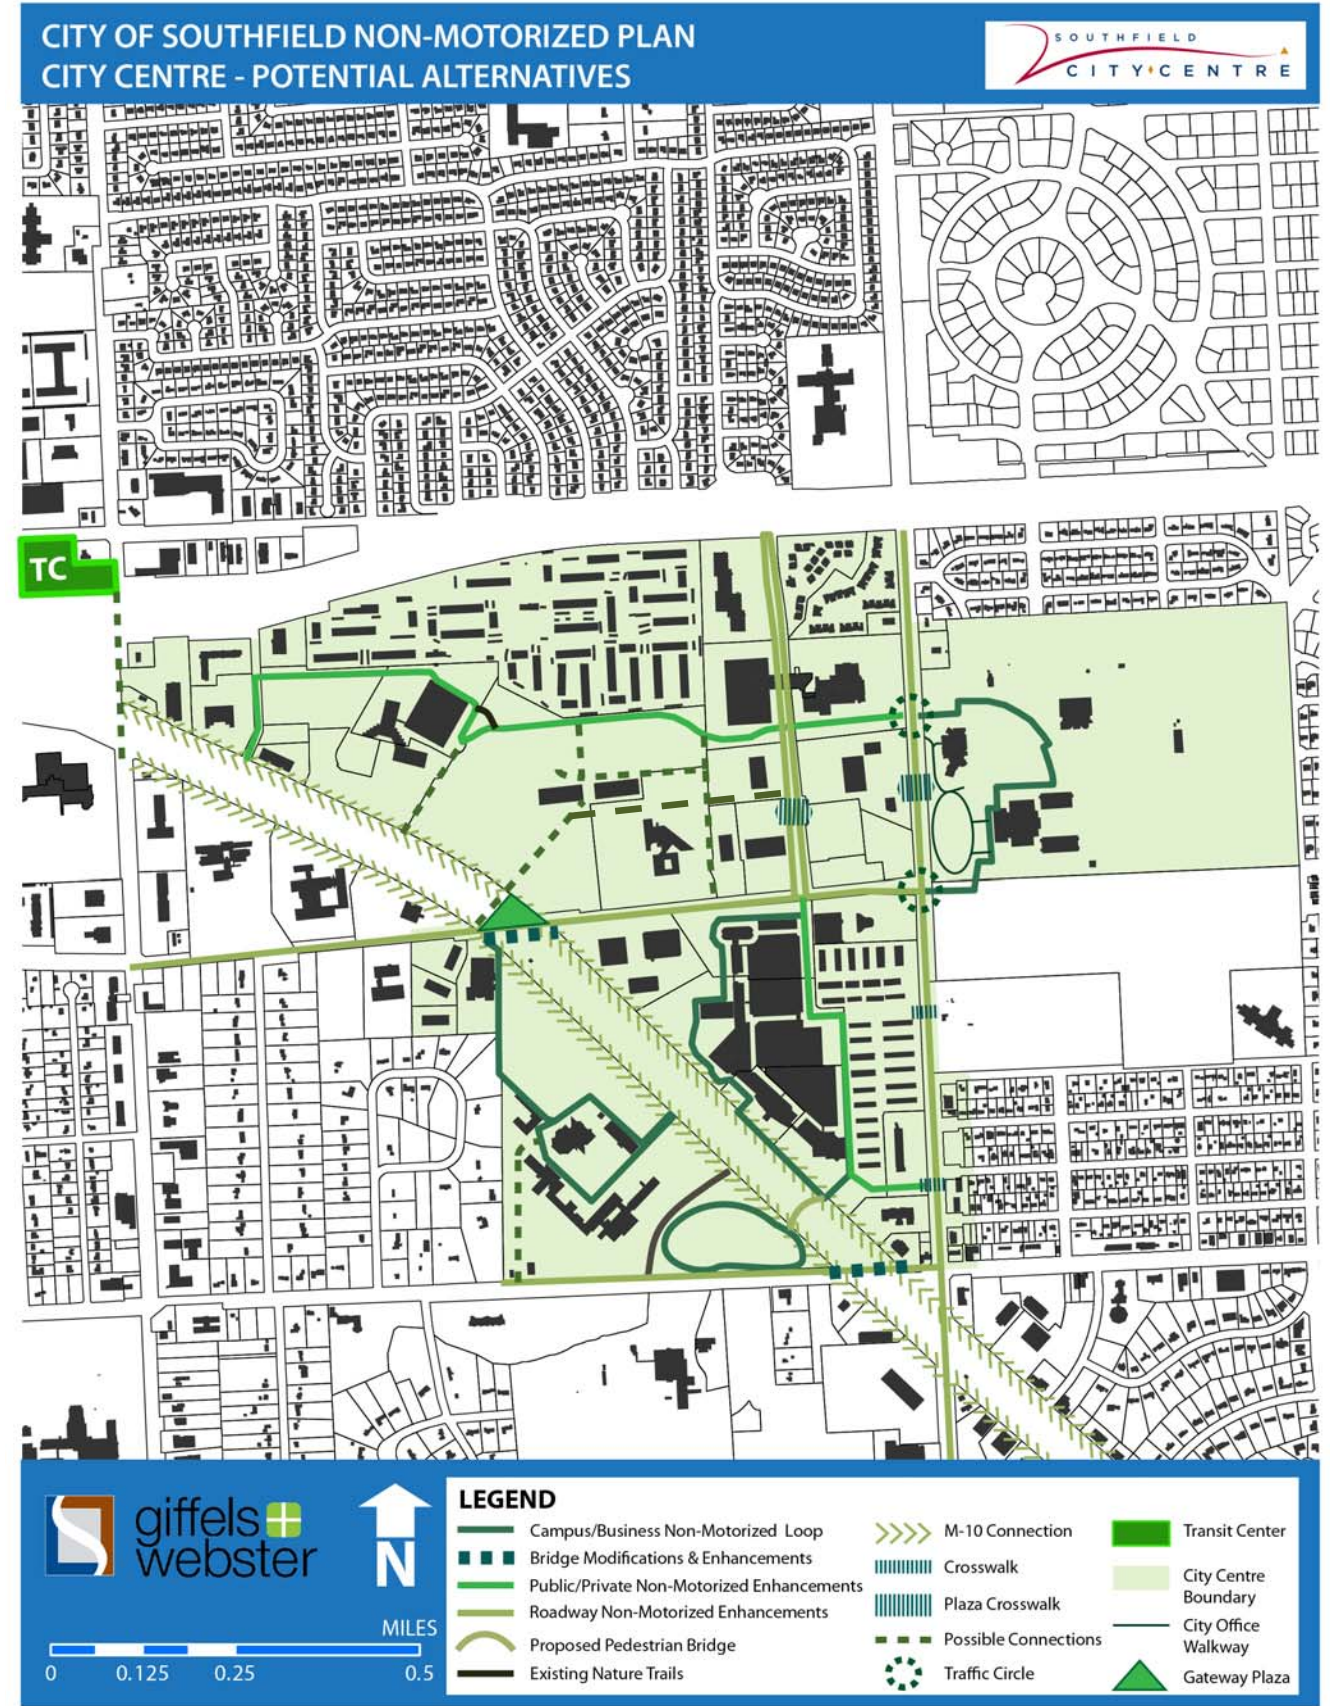 CITY OF SOUTHFIELD NON-MOTORIZED PLAN
CITY CENTRE - POTENTIAL ALTERNATIVES
SOUTHFIELD
CITY CENTRE
TC
giffels
webster
N
MILES
0 0.125 0.25 0.5
LEGEND
Campus/Business Non-Motorized Loop
Bridge Modifications & Enhancements
Public/Private Non-Motorized Enhancements
Roadway Non-Motorized Enhancements
Proposed Pedestrian Bridge
Existing Nature Trails
M-10 Connection
Crosswalk
Plaza Crosswalk
Possible Connections
Traffic Circle
Transit Center
City Centre
Boundary
City Office
Walkway
Gateway Plaza